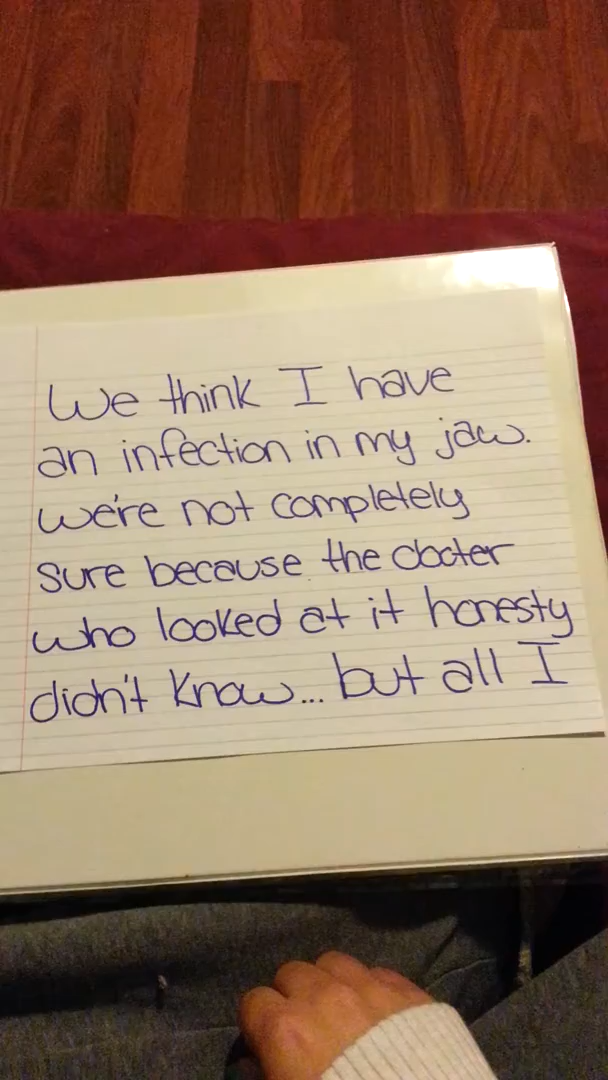 We think I have
an infection in my jaw.
We're not completely
sure because the docter
who looked at it honesty
didn't know... but all I